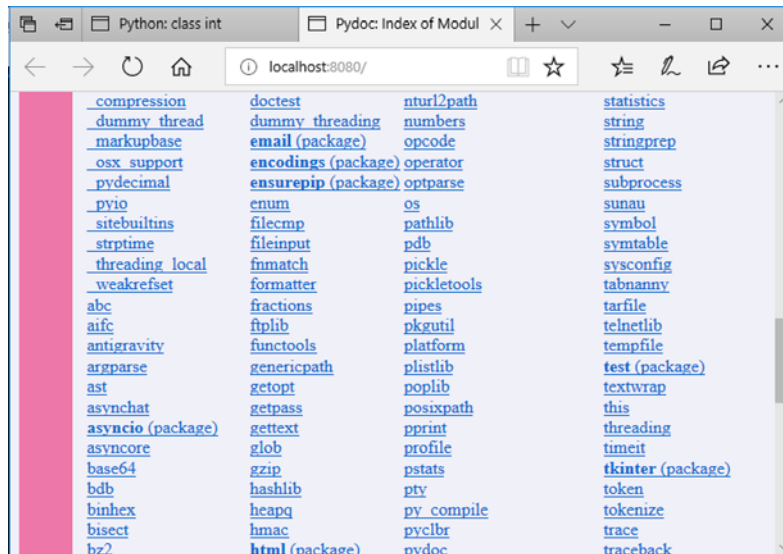 Python: class int
Pydoc: Index of Modul
localhost:8080/
_compression doctest nturl2path statistics
_dummy_thread dummy_threading numbers string
_markupbase email (package) opcode stringprep
_osx_support encodings (package) operator struct
_pydecimal ensurepip (package) optparse subprocess
_pyio enum os sunau
_sitebuiltins filecmp pathlib symbol
_strptime fileinput pdb symtable
_threading_local fnmatch pickle sysconfig
_weakrefset formatter pickletools tabnanny
abc fractions pipes tarfile
aifc ftplib pkgutil telnetlib
antigravity functools platform tempfile
argparse genericpath plistlib test (package)
ast getopt poplib textwrap
asynchat getpass posixpath this
asyncio (package) gettext pprint threading
asyncore glob profile timeit
base64 gzip pstats tkinter (package)
bdb hashlib pty token
binhex heapq py_compile tokenize
bisect hmac pyclbr trace
bz2 html (package) pydoc traceback